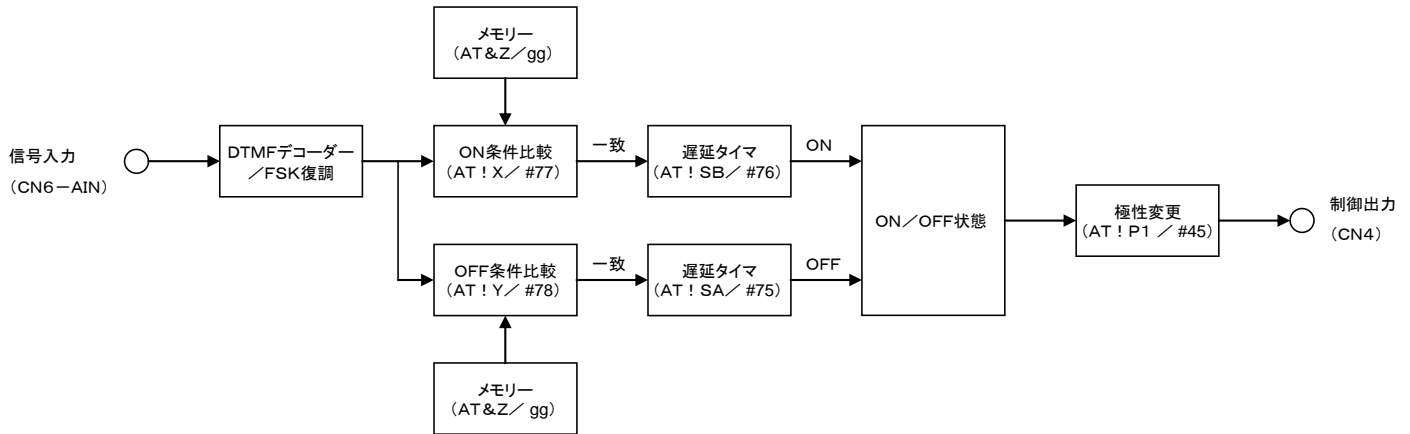 メモリー
（AT&Z／gg）
信号入力
（CN6－AIN）
DTMFデコーダー
／FSK復調
ON条件比較
（AT！X／ #77）
一致
遅延タイマ
（AT！SB／ #76）
ON
ON／OFF状態
極性変更
（AT！P1 ／ #45）
制御出力
（CN4）
OFF条件比較
（AT！Y／ #78）
一致
遅延タイマ
（AT！SA／ #75）
OFF
メモリー
（AT&Z／ gg）